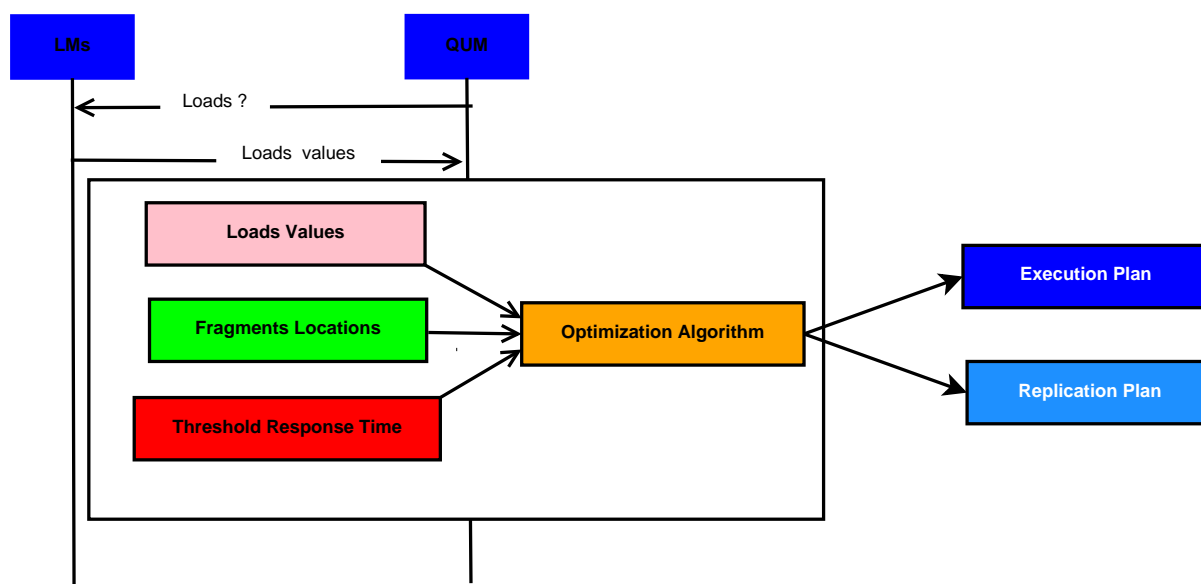 LMs
QUM
Loads ?
Loads values
Loads Values
Fragments Locations
Threshold Response Time
Optimization Algorithm
Execution Plan
Replication Plan